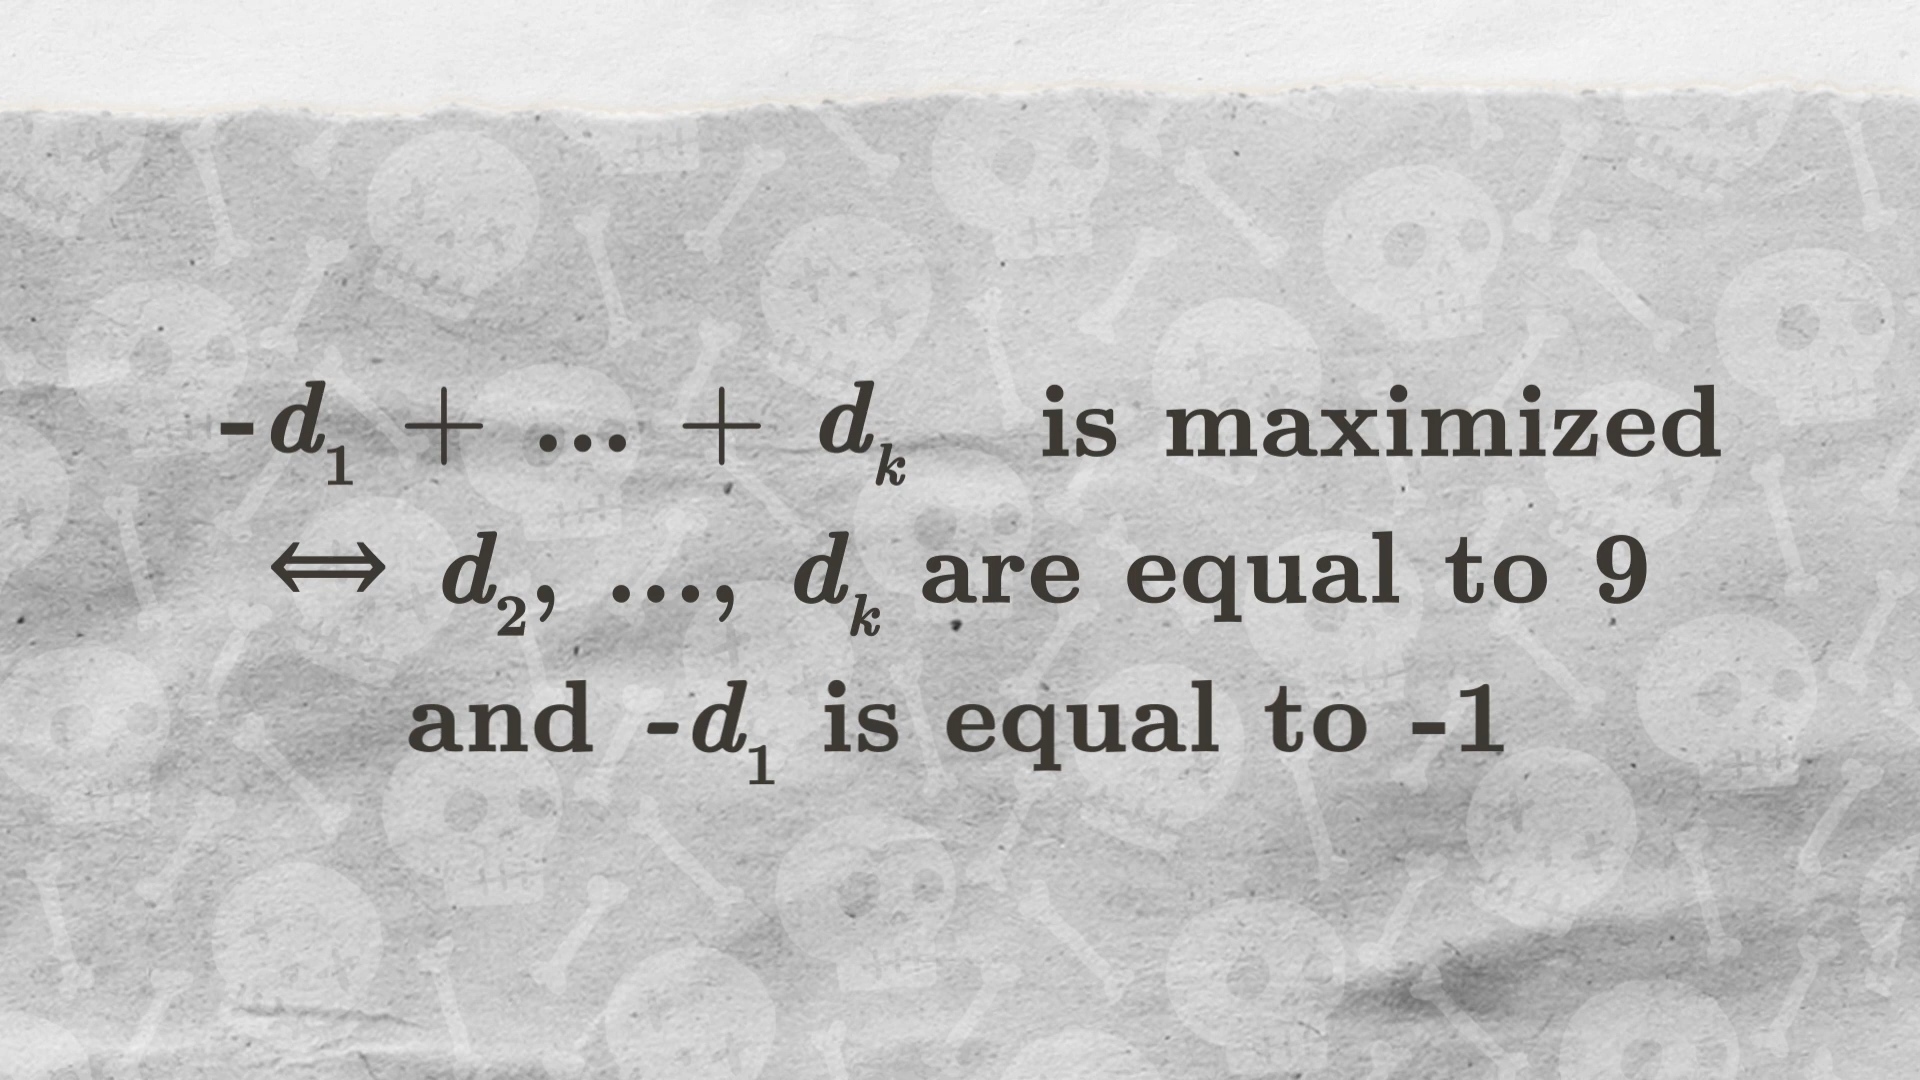 -d₁ + ... + dₖ is maximized
⟺ d₂, ..., dₖ are equal to 9
and -d₁ is equal to -1